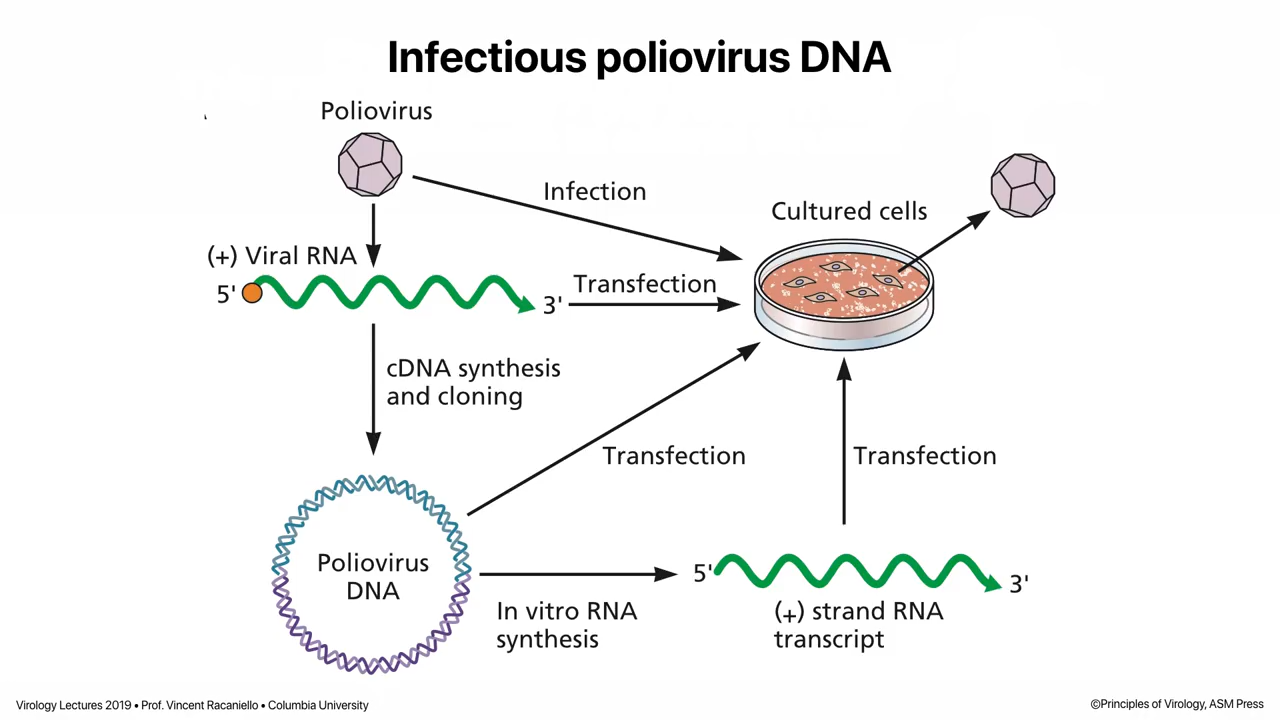 Infectious poliovirus DNA
Poliovirus
Infection
Cultured cells
(+) Viral RNA
5'
3'
Transfection
cDNA synthesis
and cloning
Transfection
Transfection
Poliovirus
DNA
In vitro RNA
synthesis
5'
3'
(+) strand RNA
transcript
Virology Lectures 2019 • Prof. Vincent Racaniello • Columbia University
©Principles of Virology, ASM Press